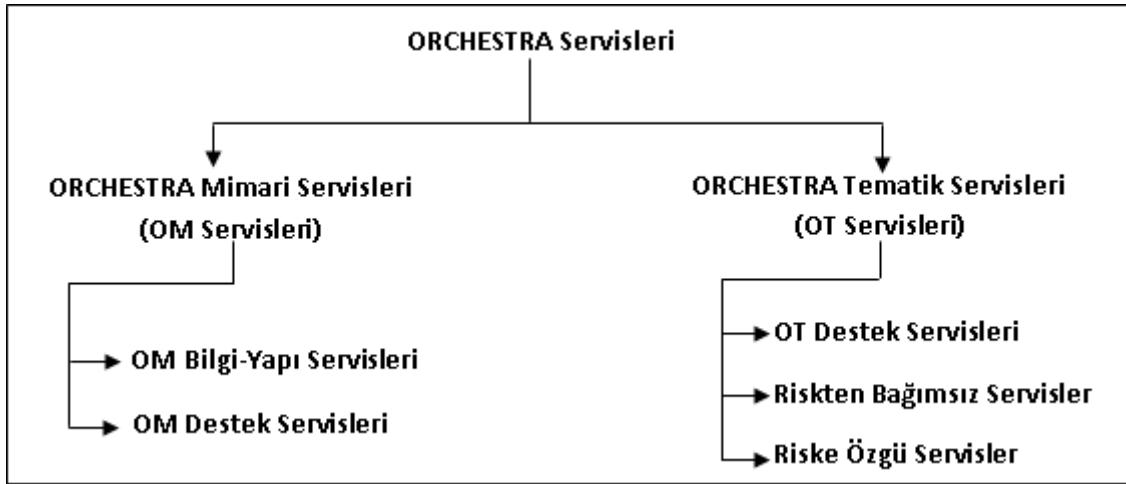 ORCHESTRA Servisleri
ORCHESTRA Mimari Servisleri
(OM Servisleri)
OM Bilgi-Yapı Servisleri
OM Destek Servisleri
ORCHESTRA Tematik Servisleri
(OT Servisleri)
OT Destek Servisleri
Riskten Bağımsız Servisler
Riske Özgü Servisler